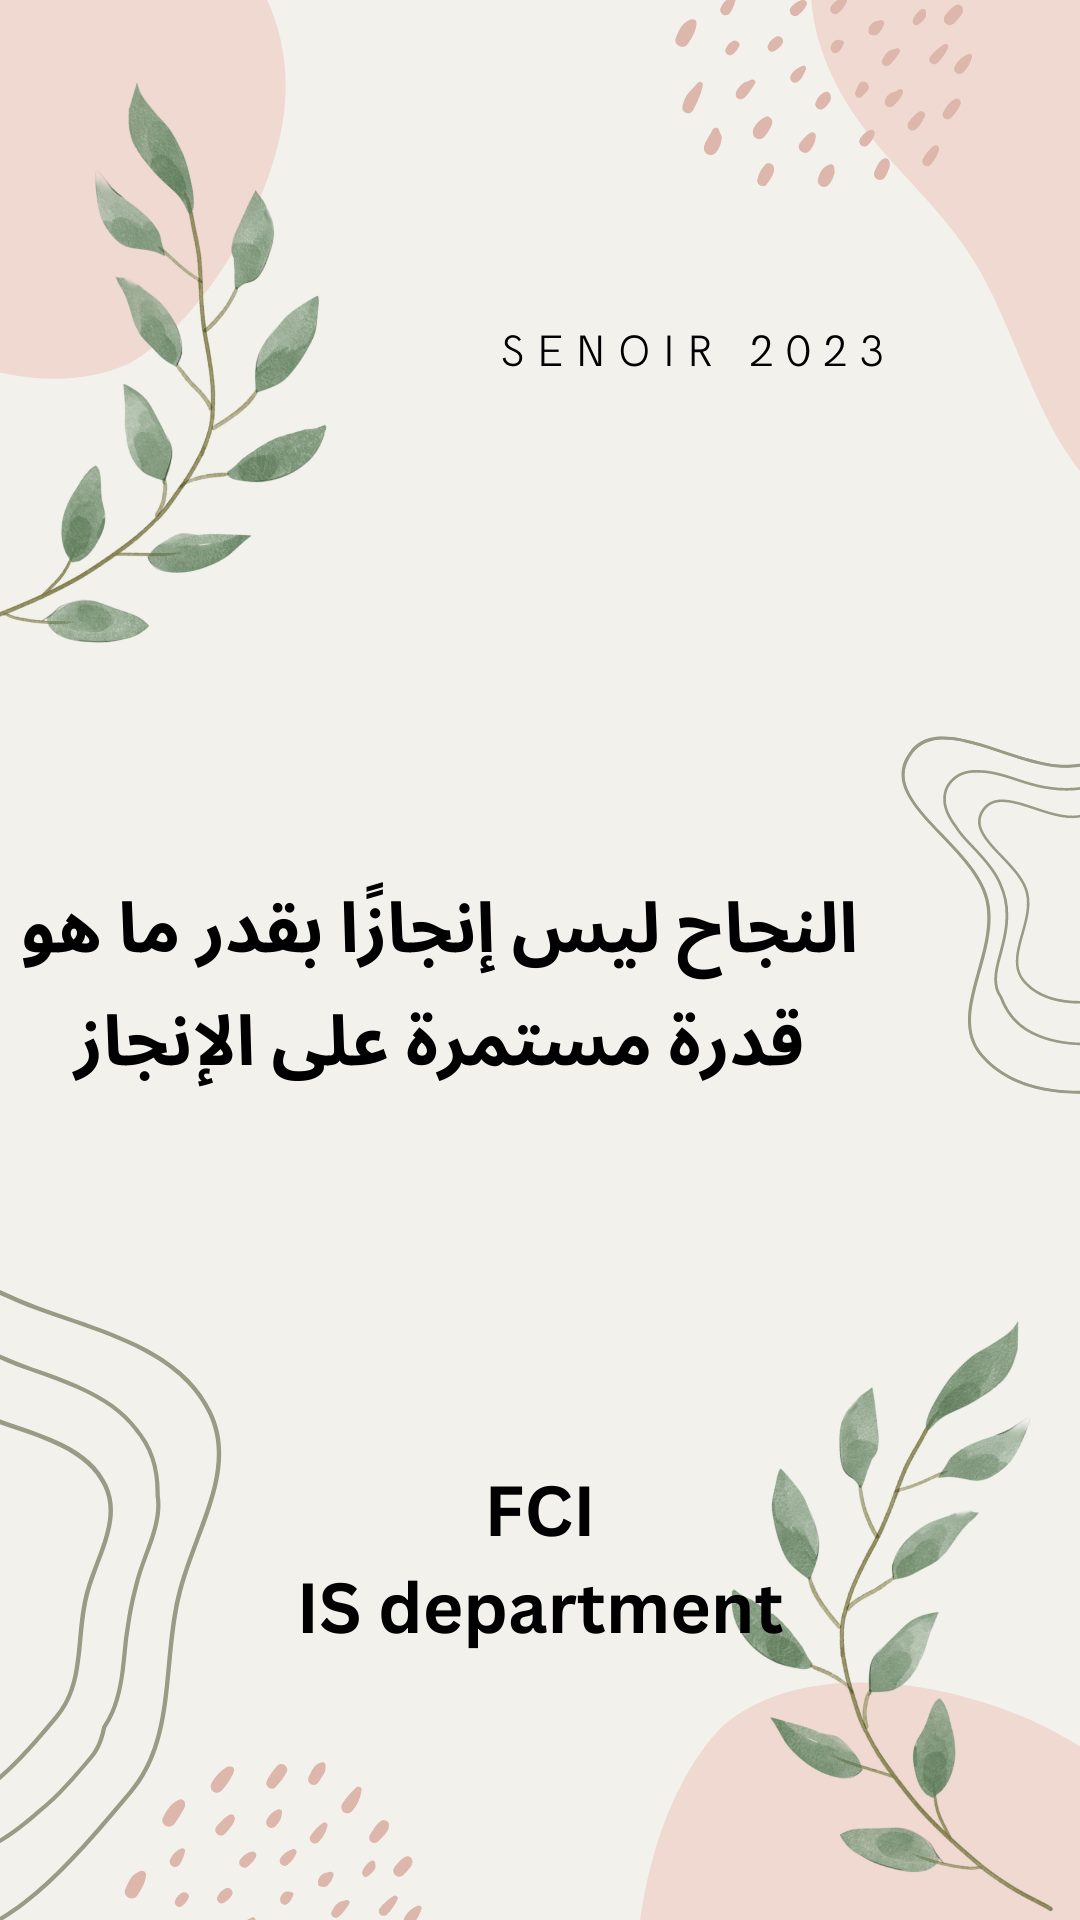 SENOIR 2023
النجاح ليس إنجازًا بقدر ما هو
قدرة مستمرة على الإنجاز
FCI
IS department